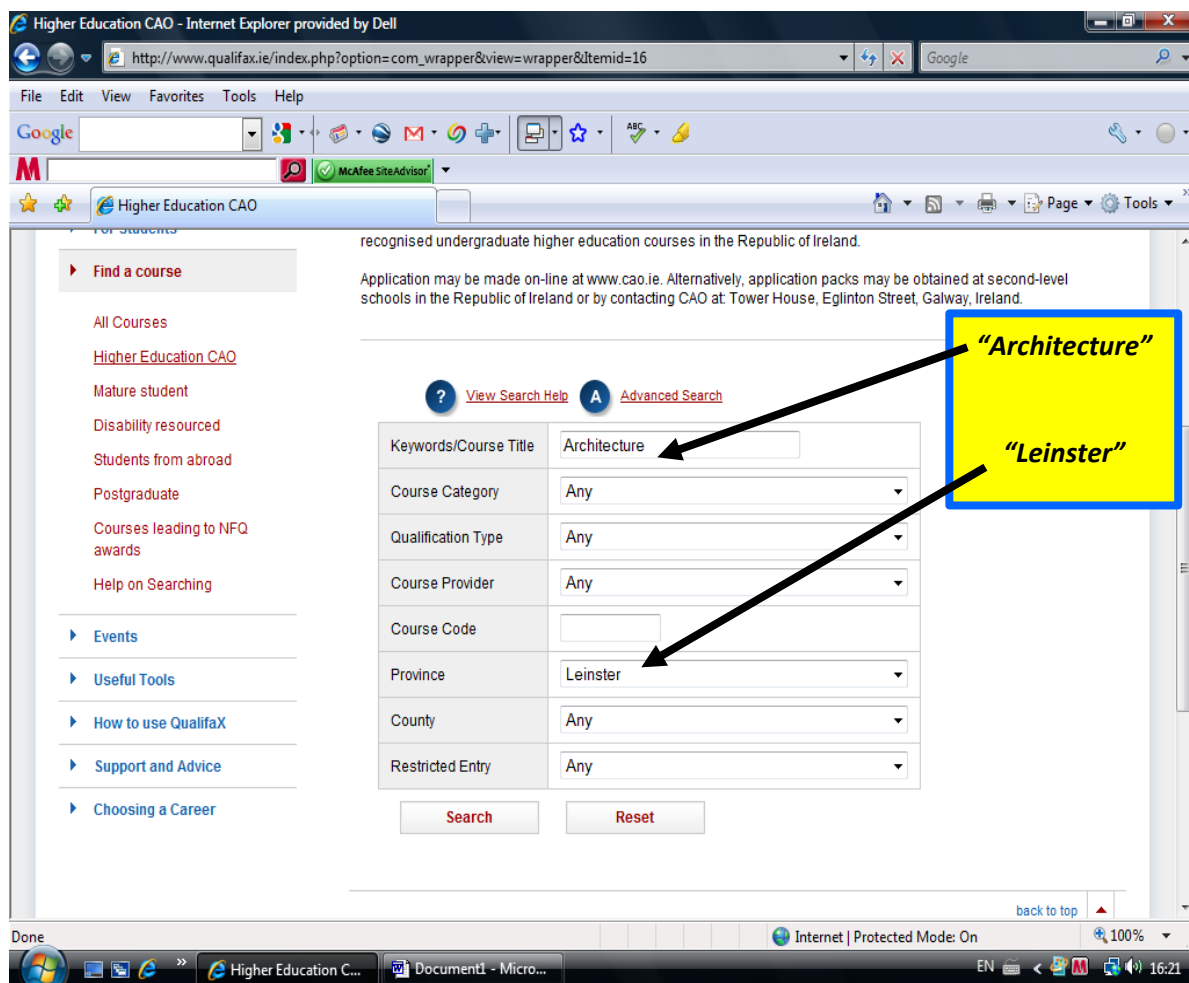 Higher Education CAO - Internet Explorer provided by Dell
http://www.qualifax.ie/index.php?option=com_wrapper&view=wrapper&Itemid=16
Google
File Edit View Favorites Tools Help
Google
ABC
M
McAfee SiteAdvisor
Higher Education CAO
Page
Tools
»
For Students
Find a course
All Courses
Higher Education CAO
Mature student
Disability resourced
Students from abroad
Postgraduate
Courses leading to NFQ
awards
Help on Searching
Events
Useful Tools
How to use QualifaX
Support and Advice
Choosing a Career
recognised undergraduate higher education courses in the Republic of Ireland.
Application may be made on-line at www.cao.ie. Alternatively, application packs may be obtained at second-level
schools in the Republic of Ireland or by contacting CAO at: Tower House, Eglinton Street, Galway, Ireland.
“Architecture”
“Leinster”
? View Search Help A Advanced Search
Keywords/Course Title Architecture
Course Category Any
Qualification Type Any
Course Provider Any
Course Code
Province Leinster
County Any
Restricted Entry Any
Search Reset
back to top
Done
Internet | Protected Mode: On
100%
» Higher Education C... Document1 - Micro... EN 16:21